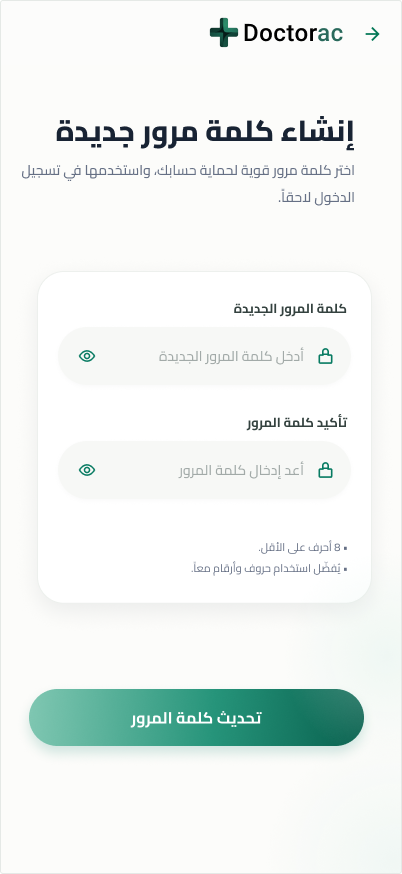 Doctorac
إنشاء كلمة مرور جديدة
اختر كلمة مرور قوية لحماية حسابك، واستخدمها في تسجيل
الدخول لاحقاً.
كلمة المرور الجديدة
أدخل كلمة المرور الجديدة
تأكيد كلمة المرور
أعد إدخال كلمة المرور
• 8 أحرف على الأقل.
• يُفضّل استخدام حروف وأرقام معاً.
تحديث كلمة المرور